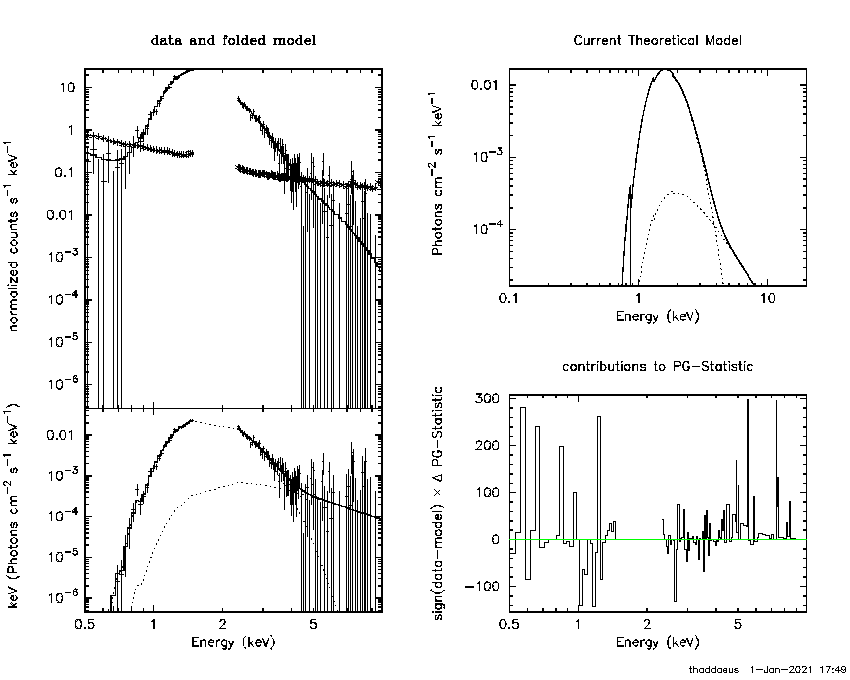 data and folded model
normalized counts s⁻¹ keV⁻¹
10
1
0.1
0.01
10⁻³
10⁻⁴
10⁻⁵
10⁻⁶
keV (Photons cm⁻² s⁻¹ keV⁻¹)
0.01
10⁻³
10⁻⁴
10⁻⁵
10⁻⁶
0.5 1 2 5
Energy (keV)
Current Theoretical Model
Photons cm⁻² s⁻¹ keV⁻¹
0.01
10⁻³
10⁻⁴
0.1 1 10
Energy (keV)
contributions to PG−Statistic
sign(data−model) × Δ PG−Statistic
300
200
100
0
−100
0.5 1 2 5
Energy (keV)
thaddaeus 1−Jan−2021 17:49